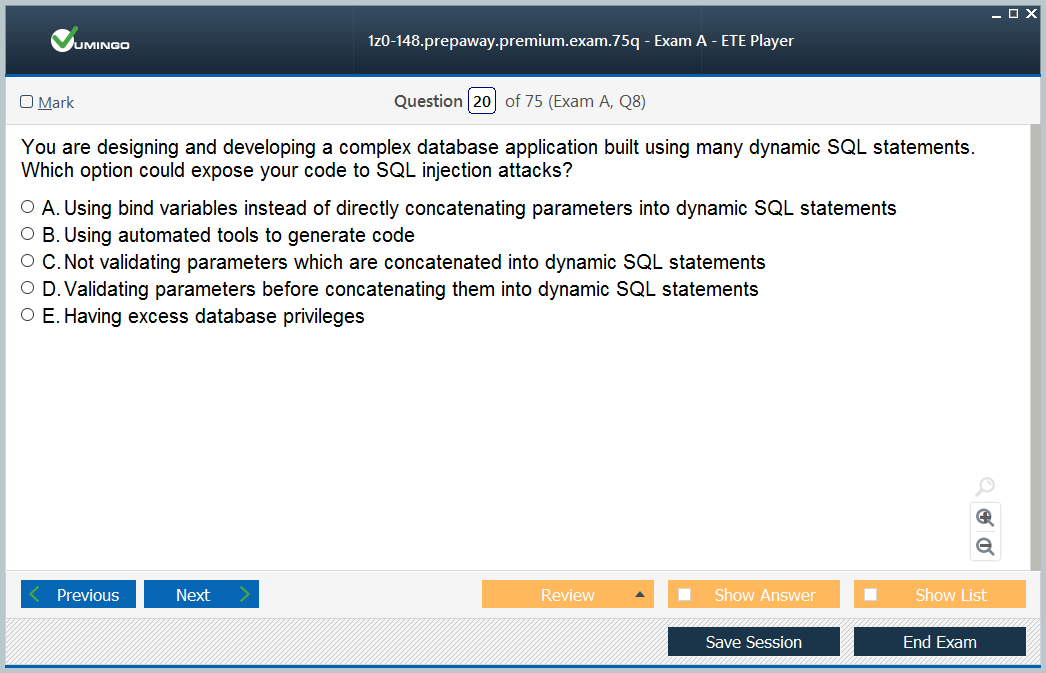 VUMINGO
1z0-148.prepaway.premium.exam.75q - Exam A - ETE Player
Mark
Question 20 of 75 (Exam A, Q8)
You are designing and developing a complex database application built using many dynamic SQL statements.
Which option could expose your code to SQL injection attacks?
A. Using bind variables instead of directly concatenating parameters into dynamic SQL statements
B. Using automated tools to generate code
C. Not validating parameters which are concatenated into dynamic SQL statements
D. Validating parameters before concatenating them into dynamic SQL statements
E. Having excess database privileges
Previous Next Review Show Answer Show List
Save Session End Exam